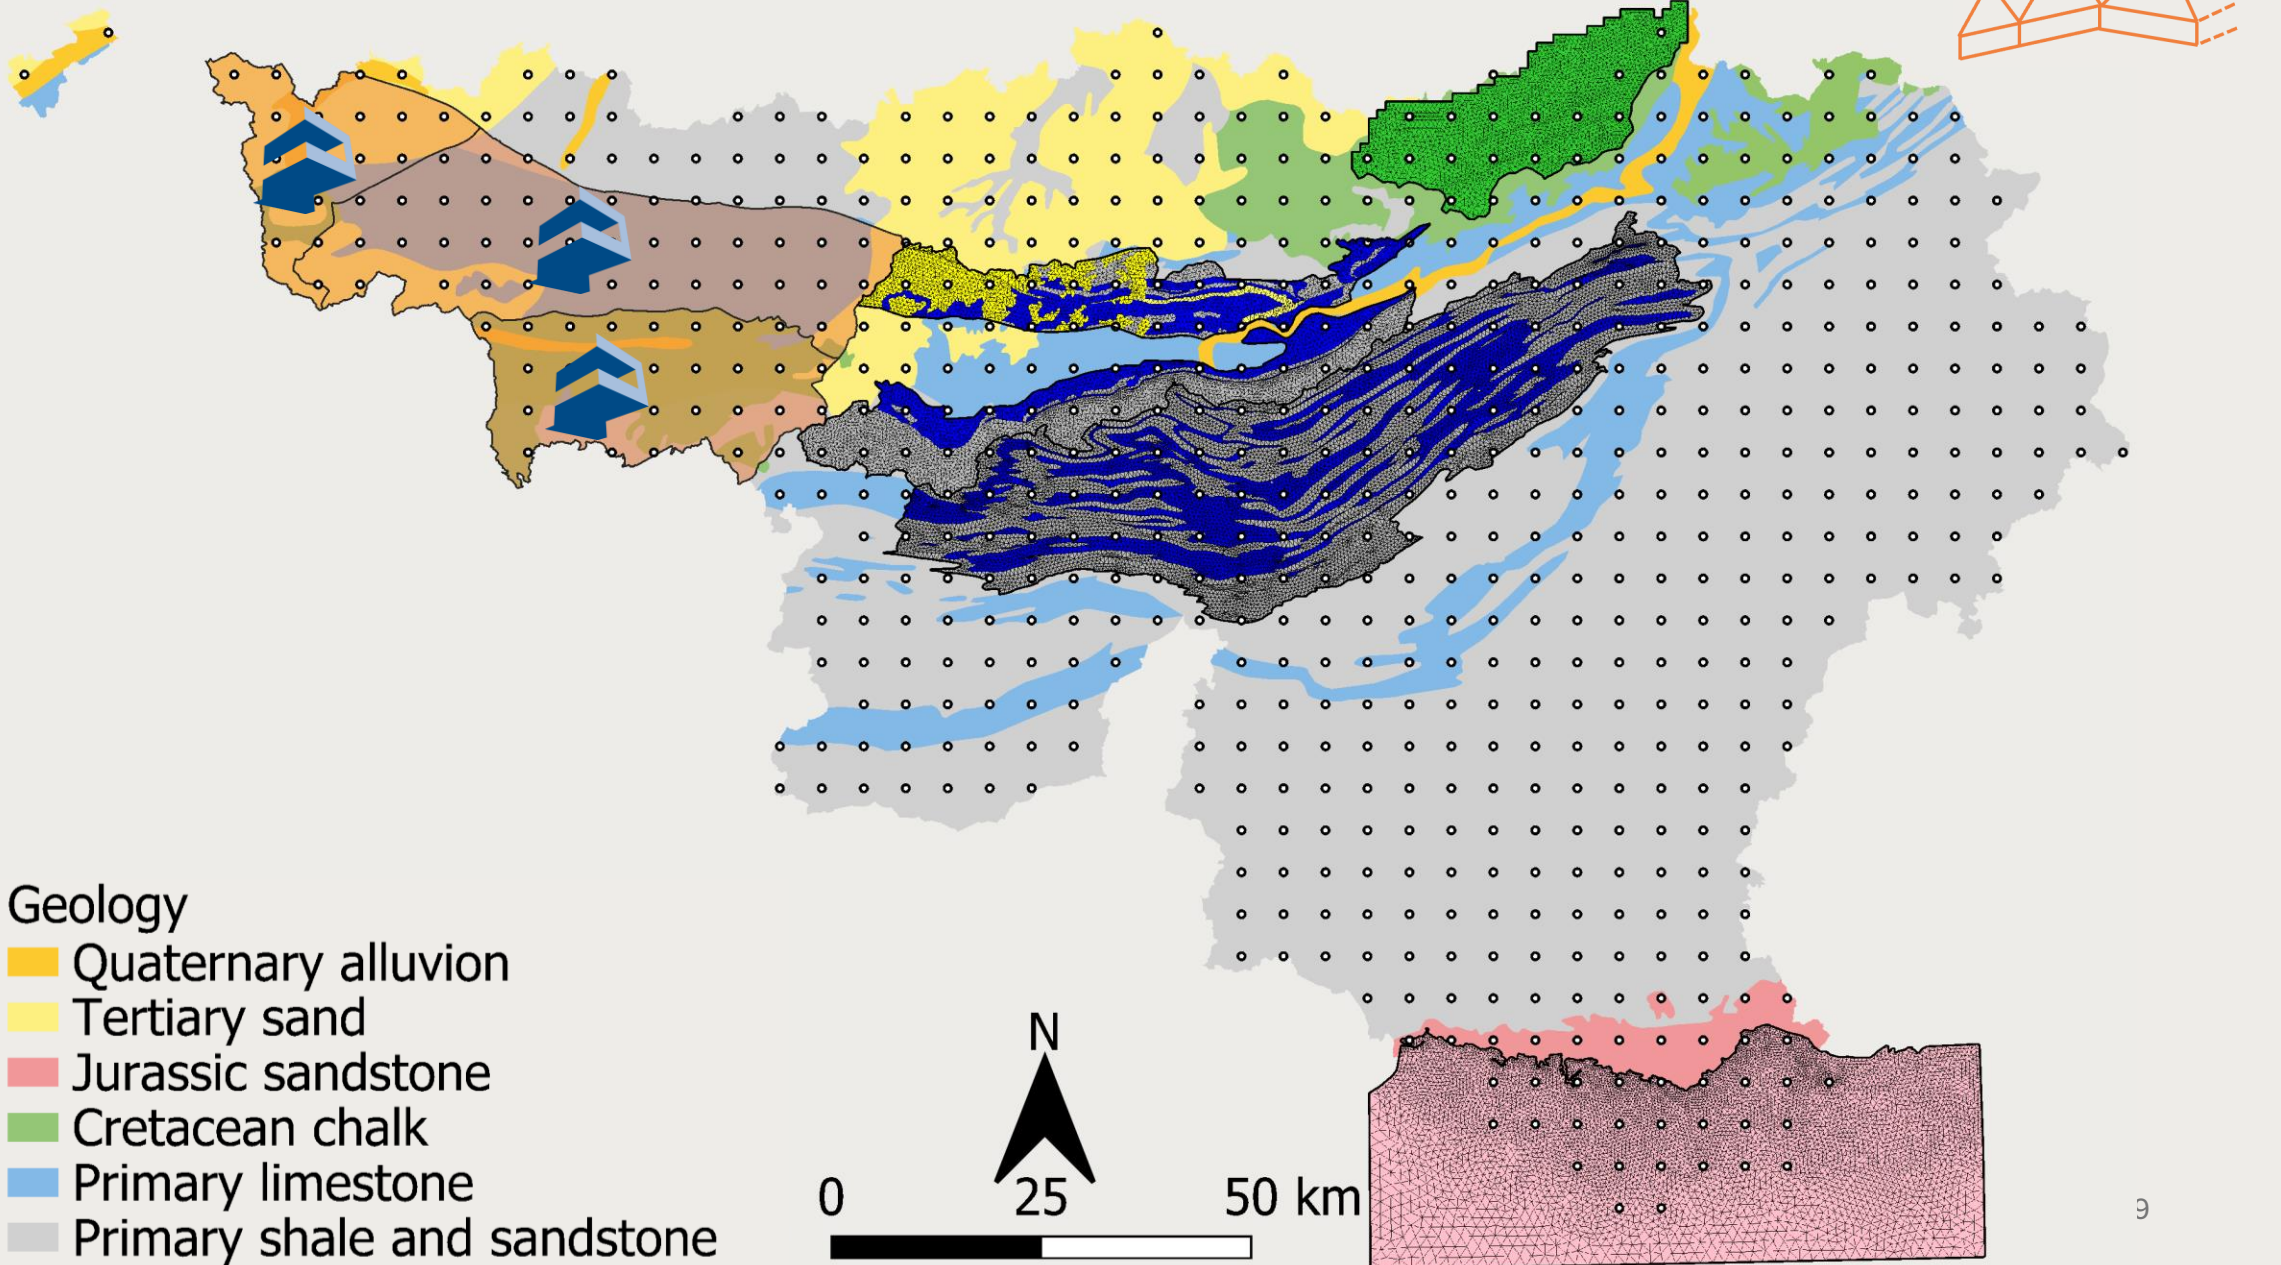 Geology
Quaternary alluvion
Tertiary sand
Jurassic sandstone
Cretacean chalk
Primary limestone
Primary shale and sandstone
N
0 25 50 km
9